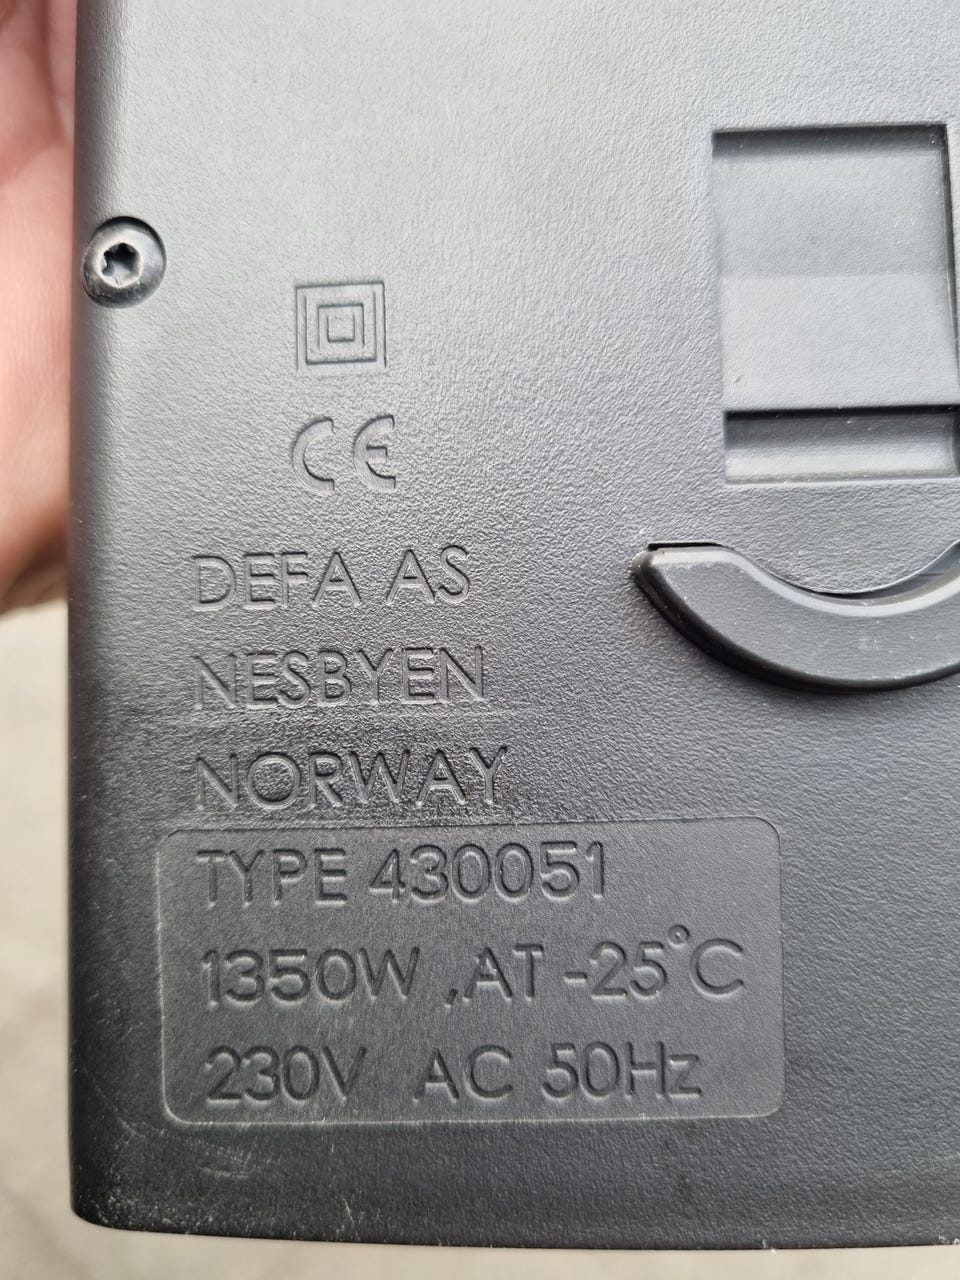 CE
DEFA AS
NESBYEN
NORWAY
TYPE 430051
1350W ,AT -25°C
230V AC 50Hz